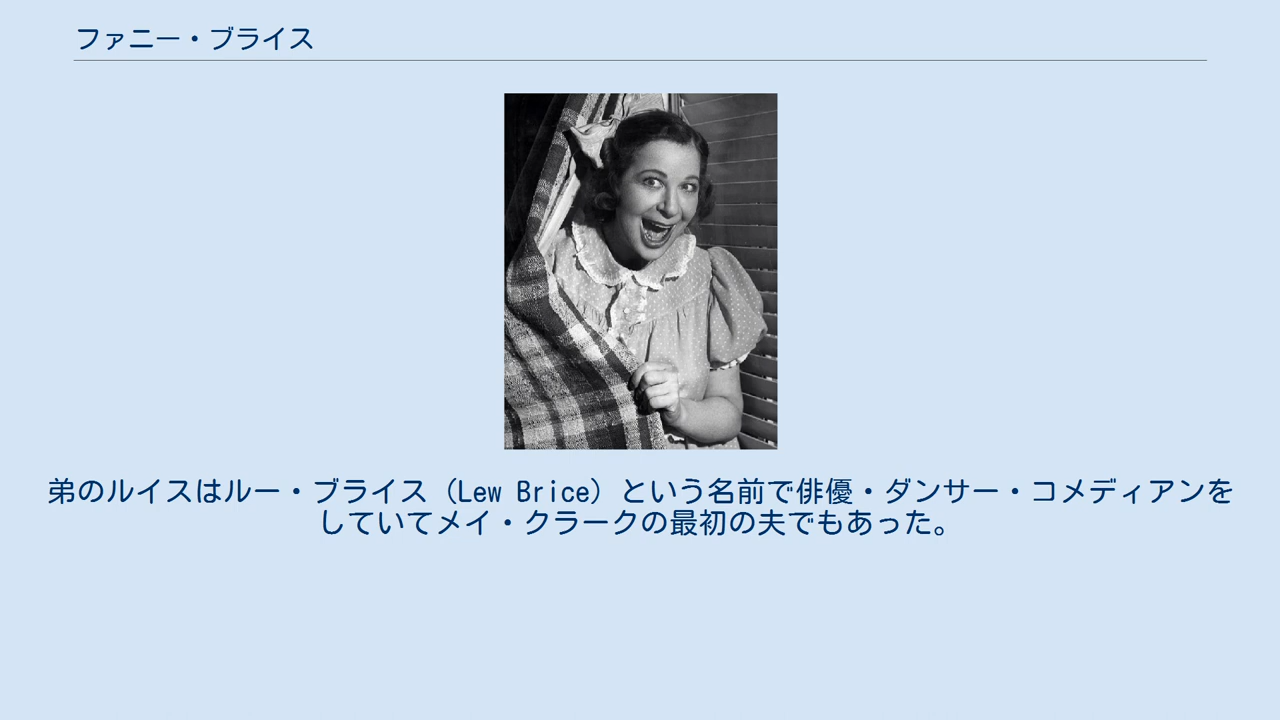 ファニー・ブライス
弟のルイスはルー・ブライス（Lew Brice）という名前で俳優・ダンサー・コメディアンを
していてメイ・クラークの最初の夫でもあった。